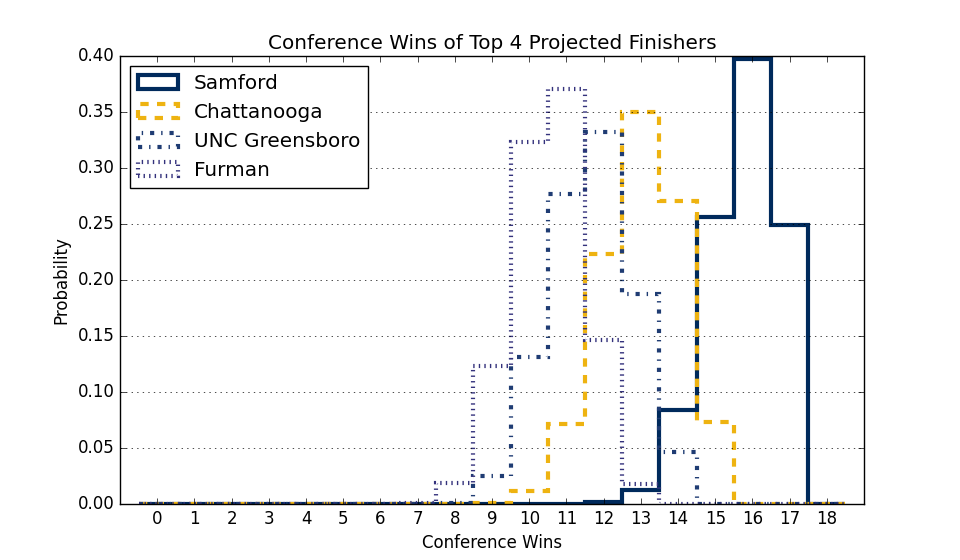 Conference Wins of Top 4 Projected Finishers
Samford
Chattanooga
UNC Greensboro
Furman
Probability
0.40
0.35
0.30
0.25
0.20
0.15
0.10
0.05
0.00
0 1 2 3 4 5 6 7 8 9 10 11 12 13 14 15 16 17 18
Conference Wins